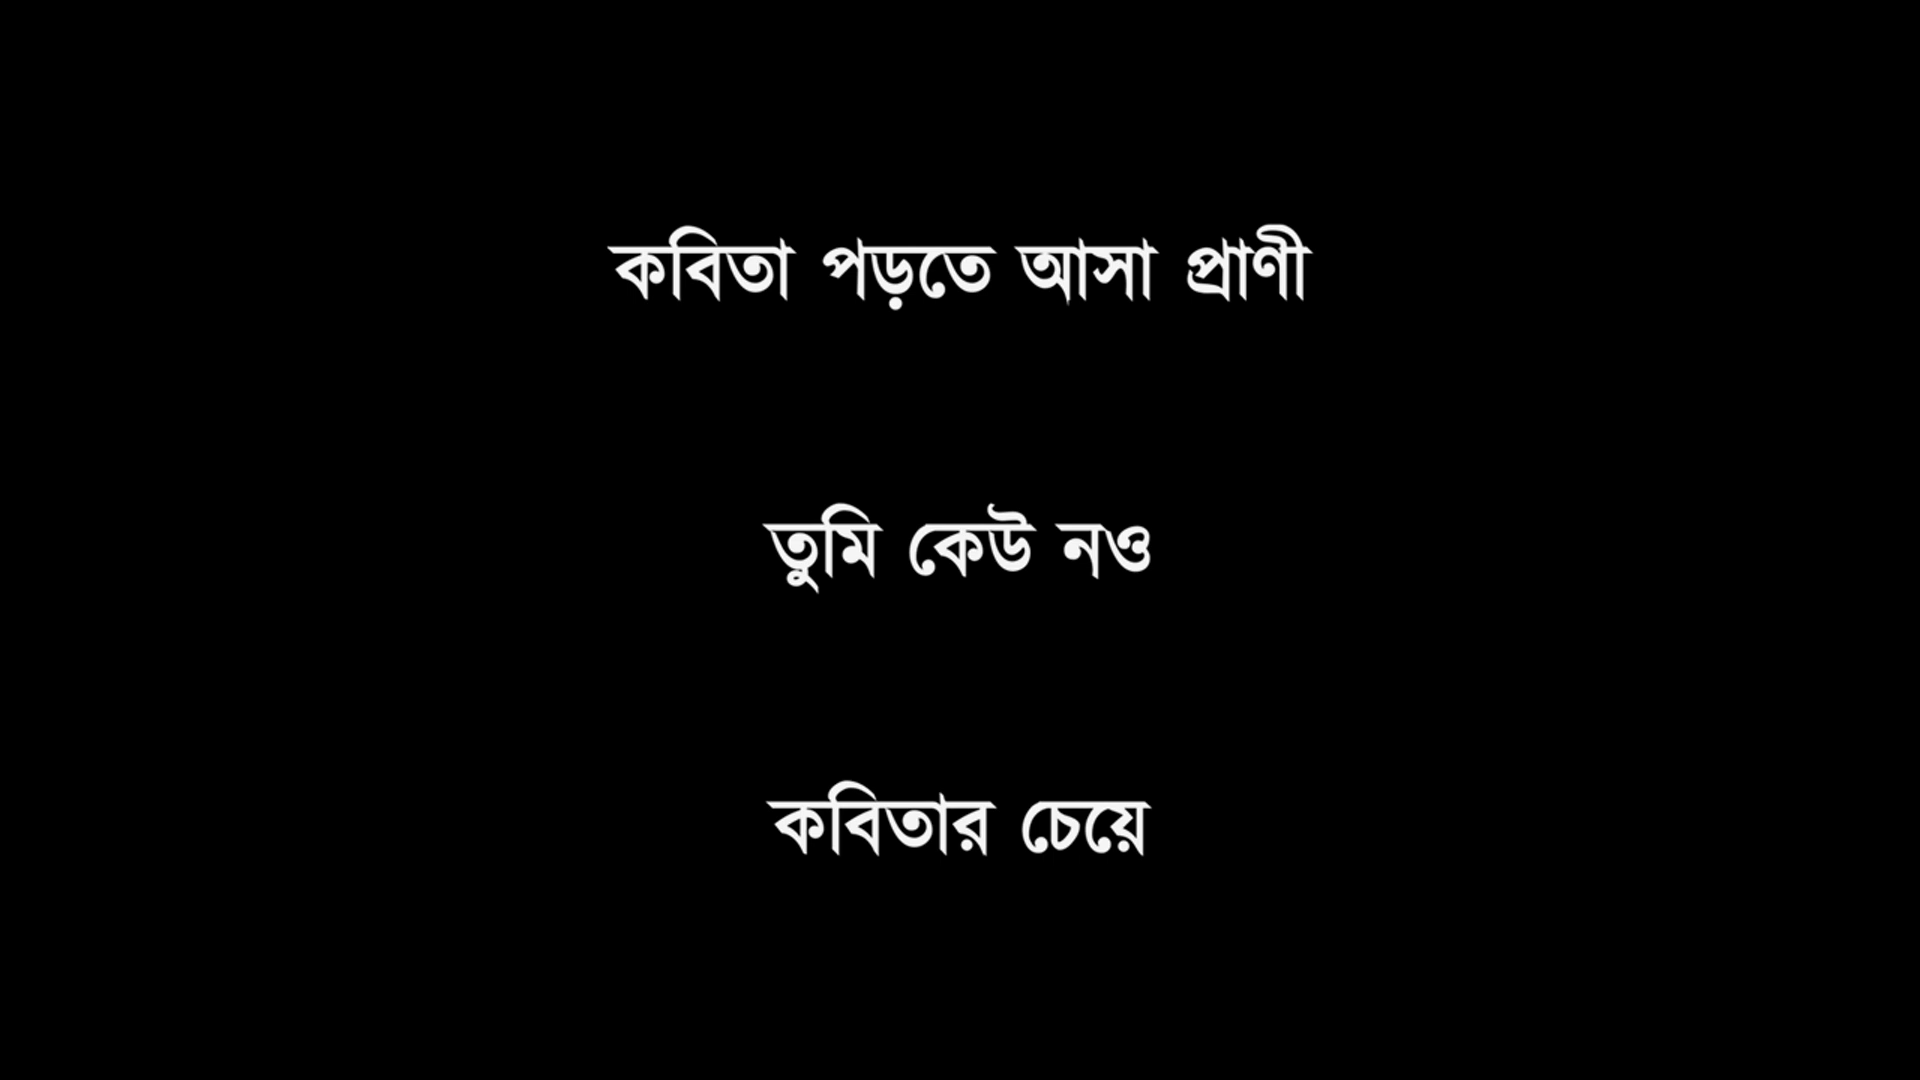 কবিতা পড়তে আসা প্রাণী
তুমি কেউ নও
কবিতার চেয়ে